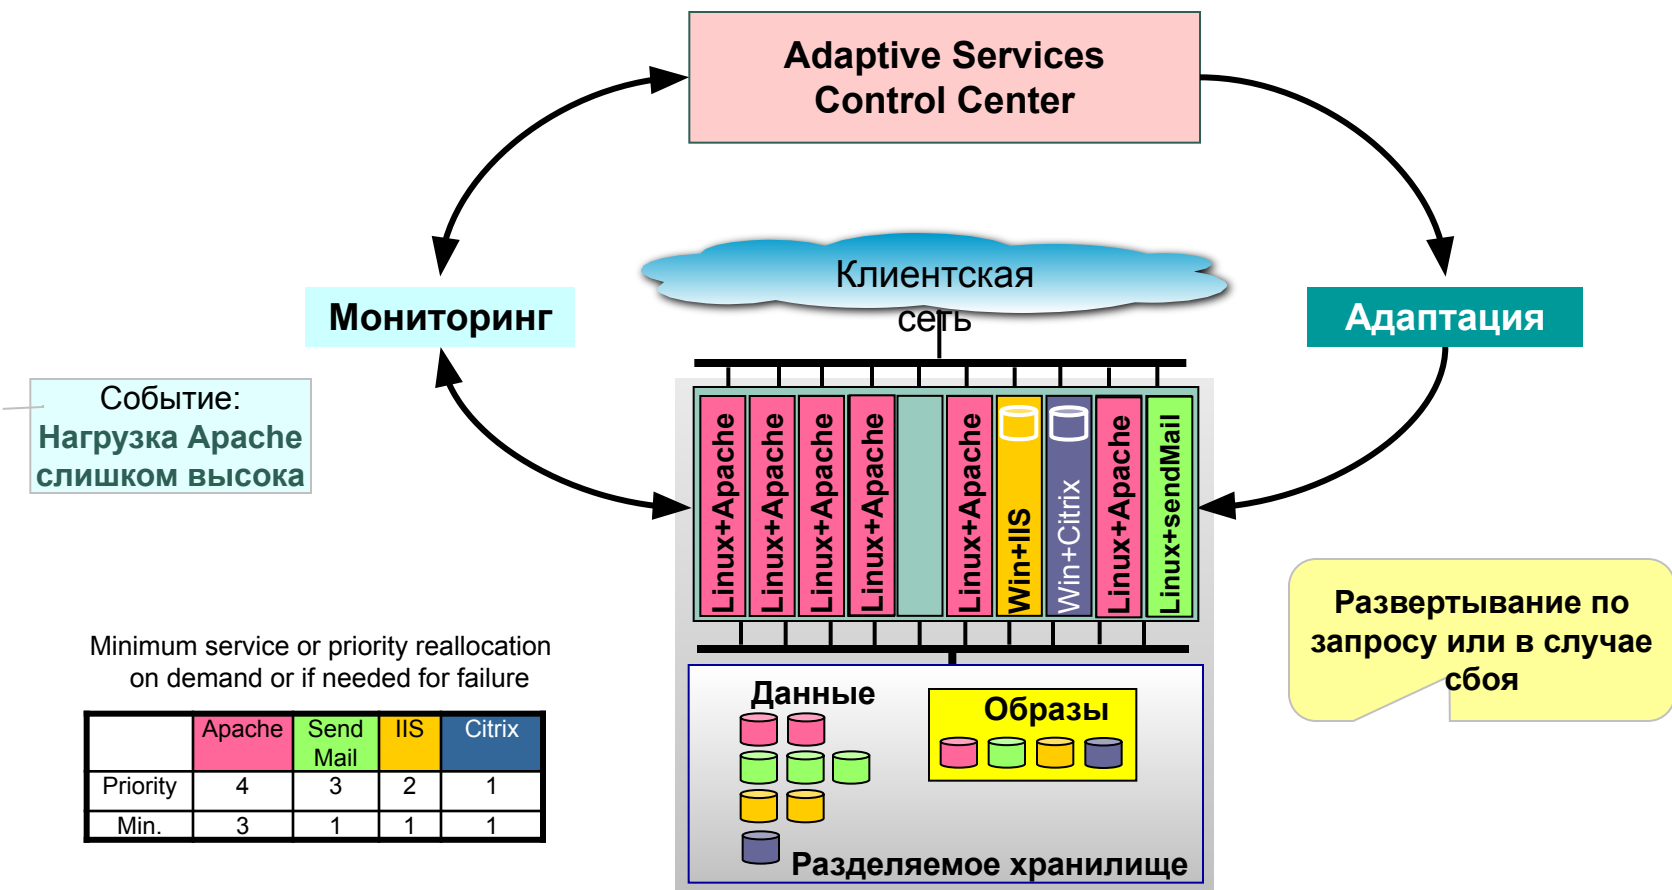 Adaptive Services
Control Center
Клиентская
сеть
Мониторинг
Адаптация
Событие:
Нагрузка Apache
слишком высока
Linux+Apache
Linux+Apache
Linux+Apache
Linux+Apache
Linux+Apache
Win+IIS
Win+Citrix
Linux+Apache
Linux+sendMail
Развертывание по
запросу или в случае
сбоя
Minimum service or priority reallocation
on demand or if needed for failure
Apache Send IIS Citrix
Mail
Priority 4 3 2 1
Min. 3 1 1 1
Данные
Образы
Разделяемое хранилище